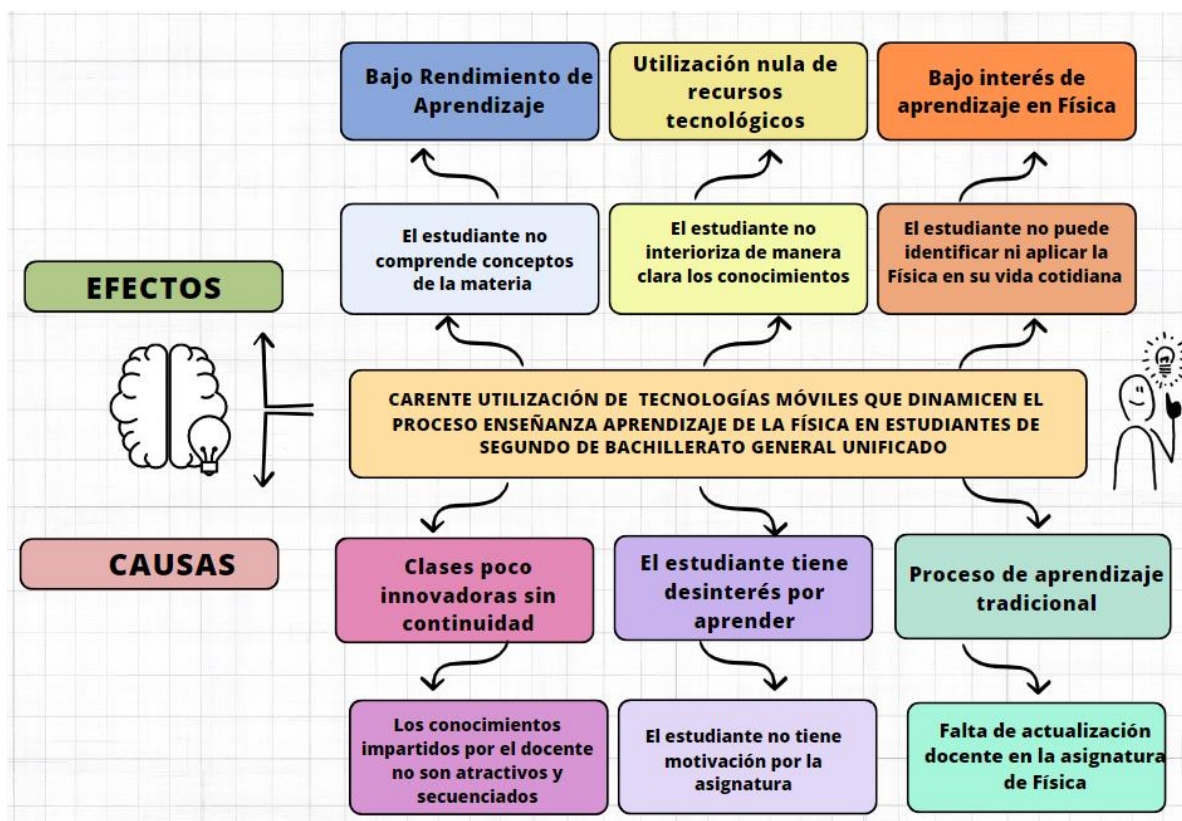 Bajo Rendimiento de
Aprendizaje
Utilización nula de
recursos
tecnológicos
Bajo interés de
aprendizaje en Física
El estudiante no
comprende conceptos
de la materia
El estudiante no
interioriza de manera
clara los conocimientos
El estudiante no puede
identificar ni aplicar la
Física en su vida cotidiana
EFECTOS
CARENTE UTILIZACIÓN DE TECNOLOGÍAS MÓVILES QUE DINAMICEN EL
PROCESO ENSEÑANZA APRENDIZAJE DE LA FÍSICA EN ESTUDIANTES DE
SEGUNDO DE BACHILLERATO GENERAL UNIFICADO
CAUSAS
Clases poco
innovadoras sin
continuidad
El estudiante tiene
desinterés por
aprender
Proceso de aprendizaje
tradicional
Los conocimientos
impartidos por el docente
no son atractivos y
secuenciados
El estudiante no tiene
motivación por la
asignatura
Falta de actualización
docente en la asignatura
de Física